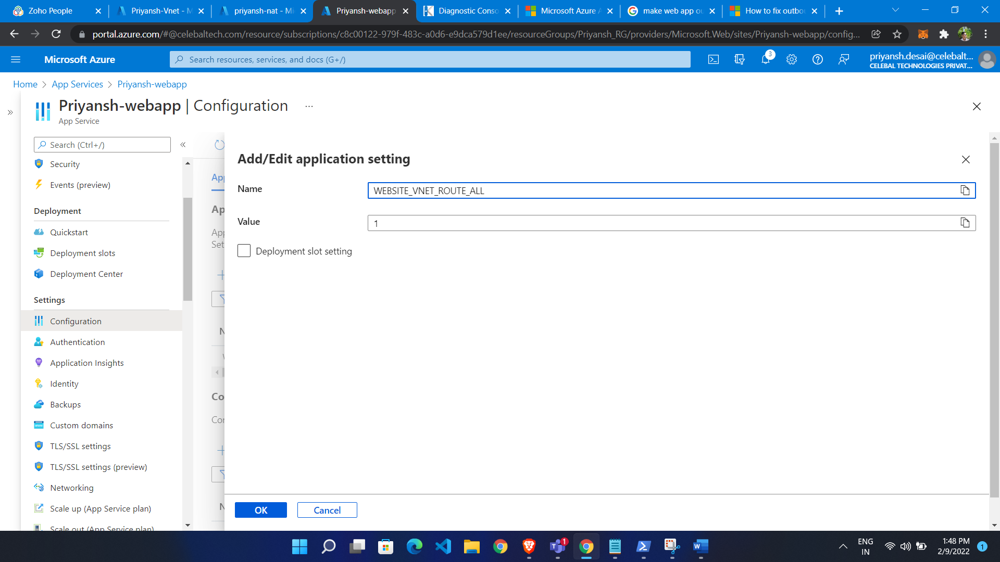 Zoho People
Priyansh-Vnet - M
priyansh-nat - Mi
Priyansh-webapp
Diagnostic Conso
Microsoft Azure A
make web app ou
How to fix outbou
portal.azure.com/#@celebaltech.com/resource/subscriptions/c8c00122-979f-483c-a0d6-e9dca579d1ee/resourceGroups/Priyansh_RG/providers/Microsoft.Web/sites/Priyansh-webapp/config...
Microsoft Azure
Search resources, services, and docs (G+/)
3
priyansh.desai@celebalt...
CELEBAL TECHNOLOGIES PRIVAT...
Home > App Services > Priyansh-webapp
Priyansh-webapp | Configuration ...
App Service
Search (Ctrl+/)
Security
Events (preview)
Deployment
Quickstart
Deployment slots
Deployment Center
Settings
Configuration
Authentication
Application Insights
Identity
Backups
Custom domains
TLS/SSL settings
TLS/SSL settings (preview)
Networking
Scale up (App Service plan)
Scale out (App Service plan)
App
Ap
App
Set
N
Co
Con
N
Add/Edit application setting
Name
WEBSITE_VNET_ROUTE_ALL
Value
1
Deployment slot setting
OK
Cancel
1
ENG
IN
1:48 PM
2/9/2022
1